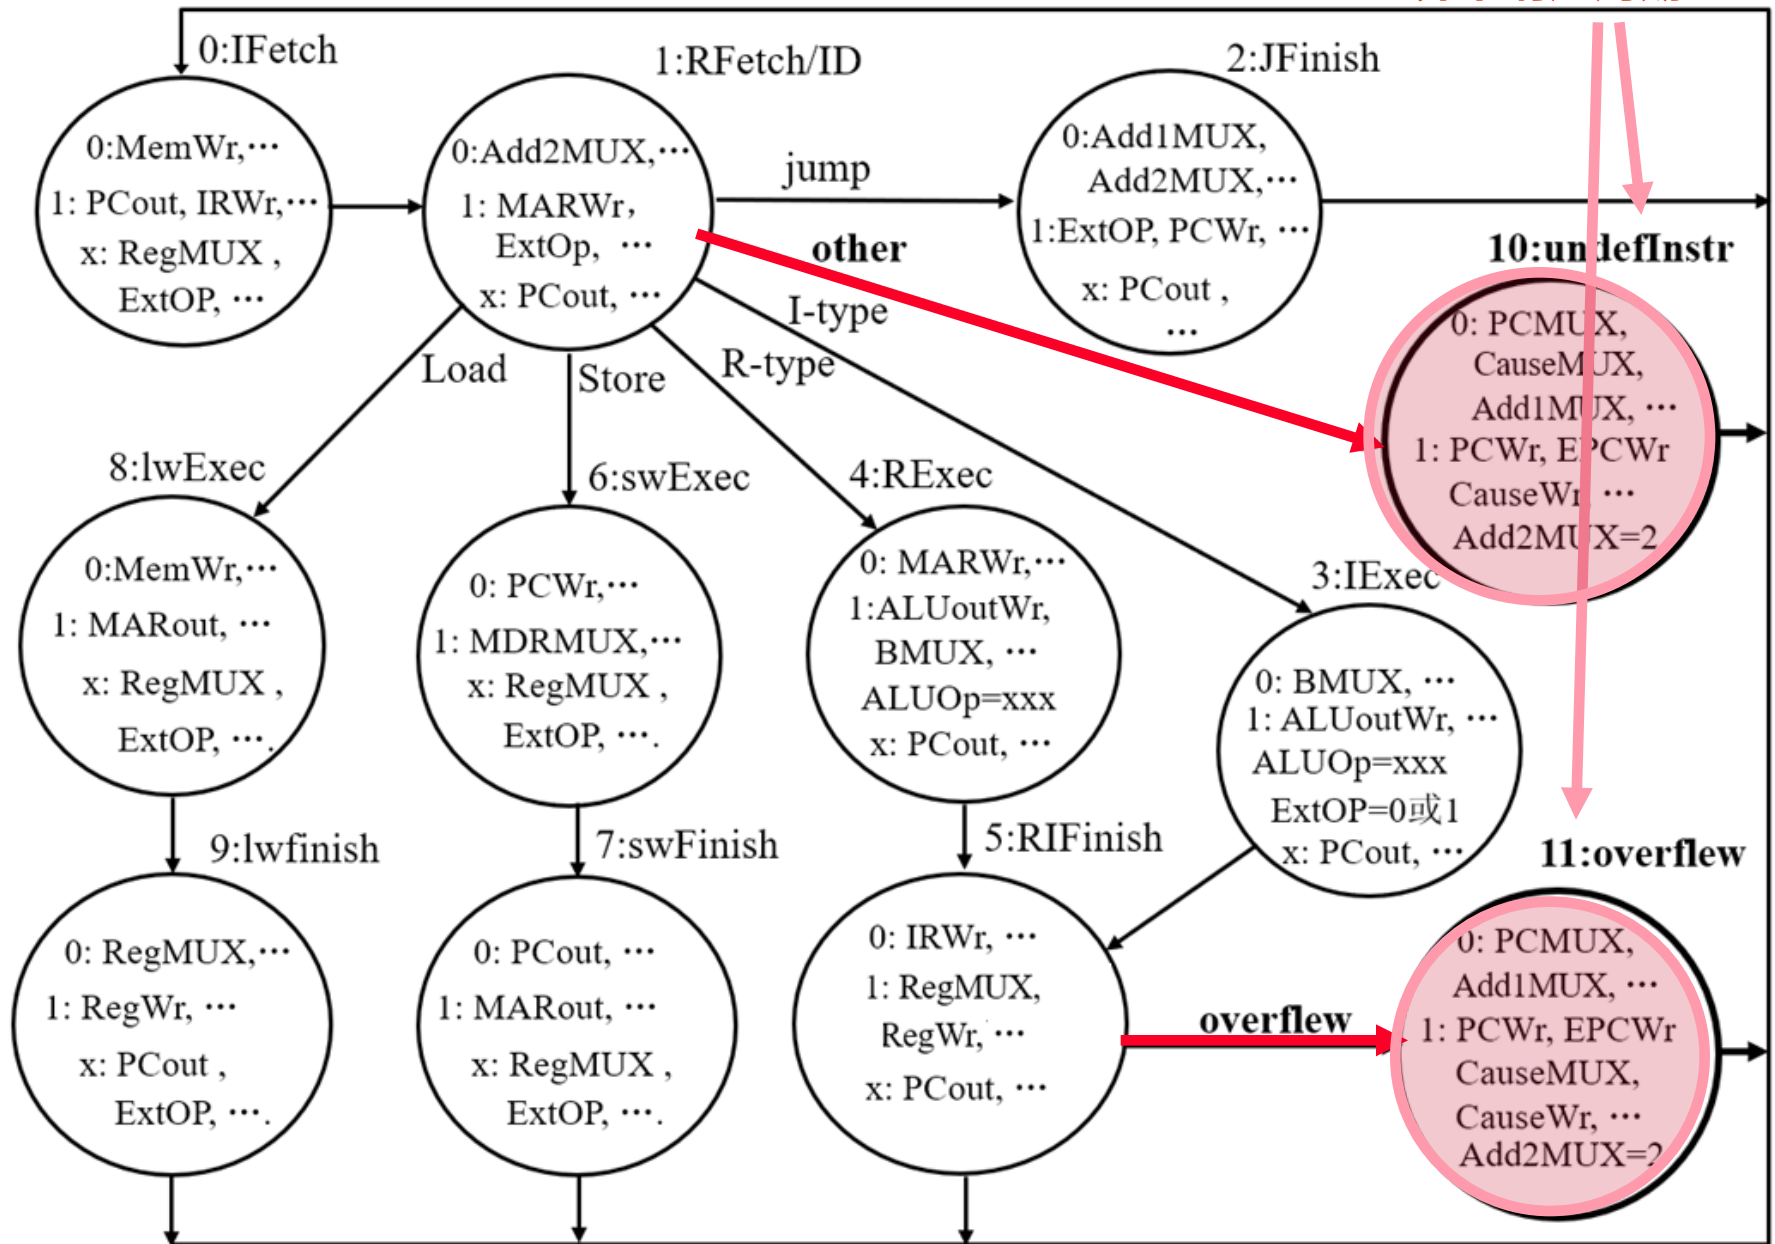 0:IFetch
0:MemWr,···
1: PCout, IRWr,···
x: RegMUX ,
ExtOP, ···
1:RFetch/ID
0:Add2MUX,···
1: MARWr,
ExtOp, ···
x: PCout, ···
jump
2:JFinish
0:Add1MUX,
Add2MUX,···
1:ExtOP, PCWr, ···
x: PCout ,
···
other
10:undefInstr
0: PCMUX,
CauseMUX,
Add1MUX, ···
1: PCWr, EPCWr
CauseWr, ···
Add2MUX=2
I-type
R-type
Store
Load
8:lwExec
0:MemWr,···
1: MARout, ···
x: RegMUX ,
ExtOP, ···.
6:swExec
0: PCWr,···
1: MDRMUX,···
x: RegMUX ,
ExtOP, ···.
4:RExec
0: MARWr,···
1:ALUoutWr,
BMUX, ···
ALUOp=xxx
x: PCout, ···
3:IExec
0: BMUX, ···
1: ALUoutWr, ···
ALUOp=xxx
ExtOP=0或1
x: PCout, ···
9:lwfinish
0: RegMUX,···
1: RegWr, ···
x: PCout ,
ExtOP, ···.
7:swFinish
0: PCout, ···
1: MARout, ···
x: RegMUX ,
ExtOP, ···.
5:RIFinish
0: IRWr, ···
1: RegMUX,
RegWr, ···
x: PCout, ···
overflew
11:overflew
0: PCMUX,
Add1MUX, ···
1: PCWr, EPCWr
CauseMUX,
CauseWr, ···
Add2MUX=2